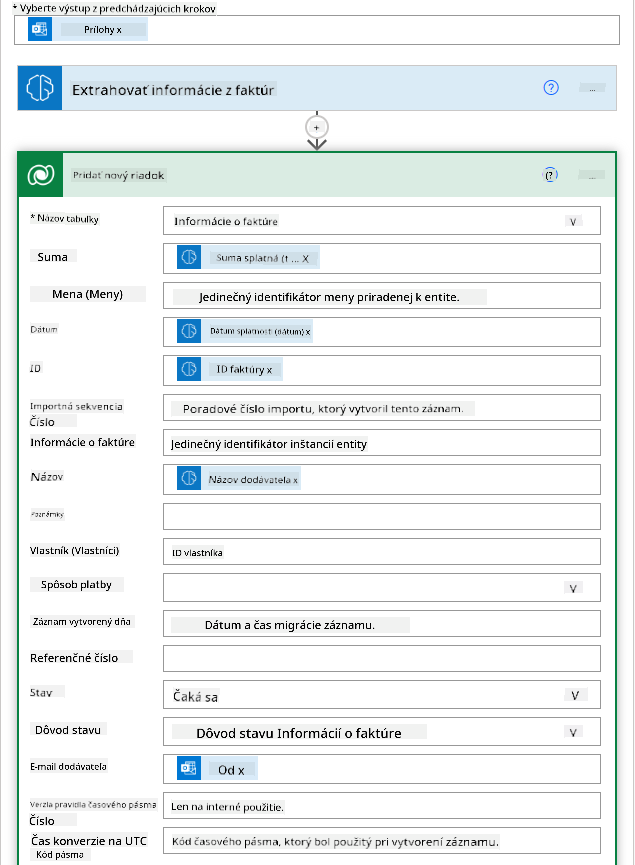 * Vyberte výstup z predchádzajúcich krokov
Prílohy x
Extrahovať informácie z faktúr
?
...
+
Pridať nový riadok
(?)
...
* Názov tabuľky
Informácie o faktúre
V
Suma
Suma splatná (t ... X
Mena (Meny)
Jedinečný identifikátor meny priradenej k entite.
Dátum
Dátum splatnosti (dátum) x
ID
ID faktúry x
Importná sekvencia
Číslo
Poradové číslo importu, ktorý vytvoril tento záznam.
Informácie o faktúre
Jedinečný identifikátor inštancií entity
Názov
Názov dodávateľa x
Poznámky
Vlastník (Vlastníci)
ID vlastníka
Spôsob platby
V
Záznam vytvorený dňa
Dátum a čas migrácie záznamu.
Referenčné číslo
Stav
Čaká sa
V
Dôvod stavu
Dôvod stavu Informácií o faktúre
V
E-mail dodávateľa
Od x
Verzia pravidla časového pásma
Číslo
Len na interné použitie.
Čas konverzie na UTC
Kód pásma
Kód časového pásma, ktorý bol použitý pri vytvorení záznamu.